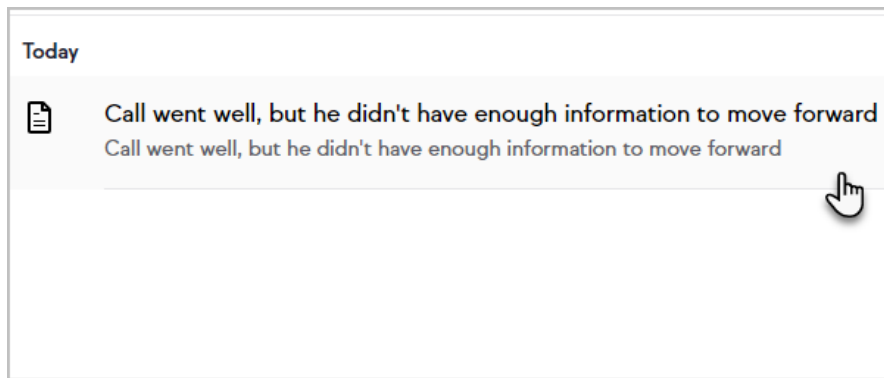 Today
Call went well, but he didn't have enough information to move forward
Call went well, but he didn't have enough information to move forward